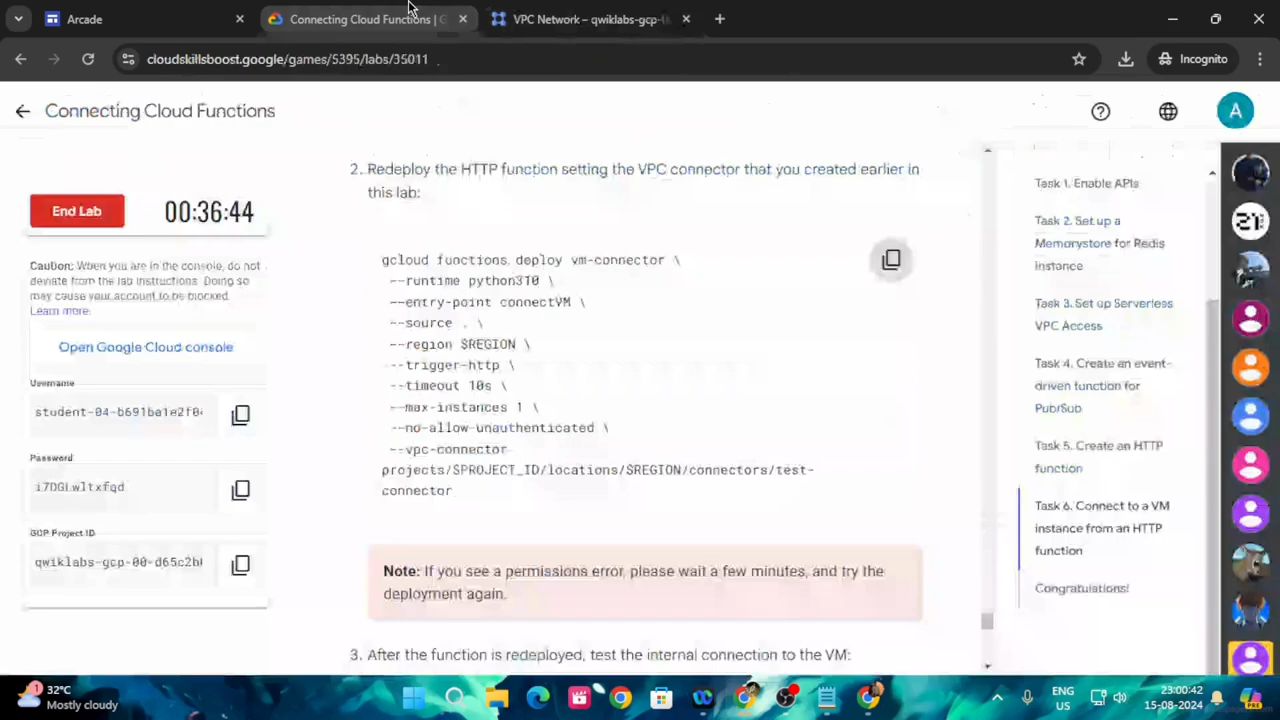 Arcade
Connecting Cloud Functions | G
VPC Network – qwiklabs-gcp-
cloudskillsboost.google/games/5395/labs/35011
Incognito
Connecting Cloud Functions
A
End Lab
00:36:44
Caution: When you are in the console, do not
deviate from the lab instructions. Doing so
may cause your account to be blocked.
Learn more.
Open Google Cloud console
Username
student-04-b691ba1e2f0
Password
i7DGLwltxfqd
GCP Project ID
qwiklabs-gcp-00-d65c2b
2. Redeploy the HTTP function setting the VPC connector that you created earlier in
this lab:
gcloud functions deploy vm-connector \
--runtime python310 \
--entry-point connectVM \
--source . \
--region $REGION \
--trigger-http \
--timeout 10s \
--max-instances 1 \
--no-allow-unauthenticated \
--vpc-connector
projects/$PROJECT_ID/locations/$REGION/connectors/test-
connector
Note: If you see a permissions error, please wait a few minutes, and try the
deployment again.
3. After the function is redeployed, test the internal connection to the VM:
Task 1. Enable APIs
Task 2. Set up a
Memorystore for Redis
instance
Task 3. Set up Serverless
VPC Access
Task 4. Create an event-
driven function for
Pub/Sub
Task 5. Create an HTTP
function
Task 6. Connect to a VM
instance from an HTTP
function
Congratulations!
21
1
32°C
Mostly cloudy
ENG
US
23:00:42
15-08-2024
PRE